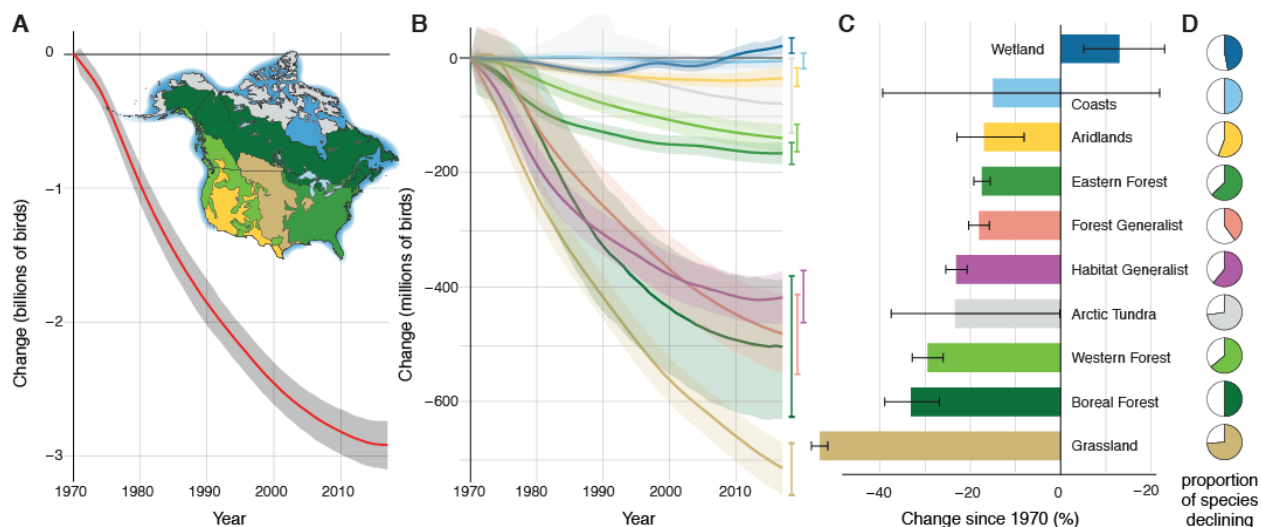 A
B
C
D
0
−1
−2
−3
Change (billions of birds)
1970
1980
1990
2000
2010
Year
0
−200
−400
−600
Change (millions of birds)
1970
1980
1990
2000
2010
Year
Wetland
Coasts
Aridlands
Eastern Forest
Forest Generalist
Habitat Generalist
Arctic Tundra
Western Forest
Boreal Forest
Grassland
−40
−20
0
−20
Change since 1970 (%)
proportion
of species
declining